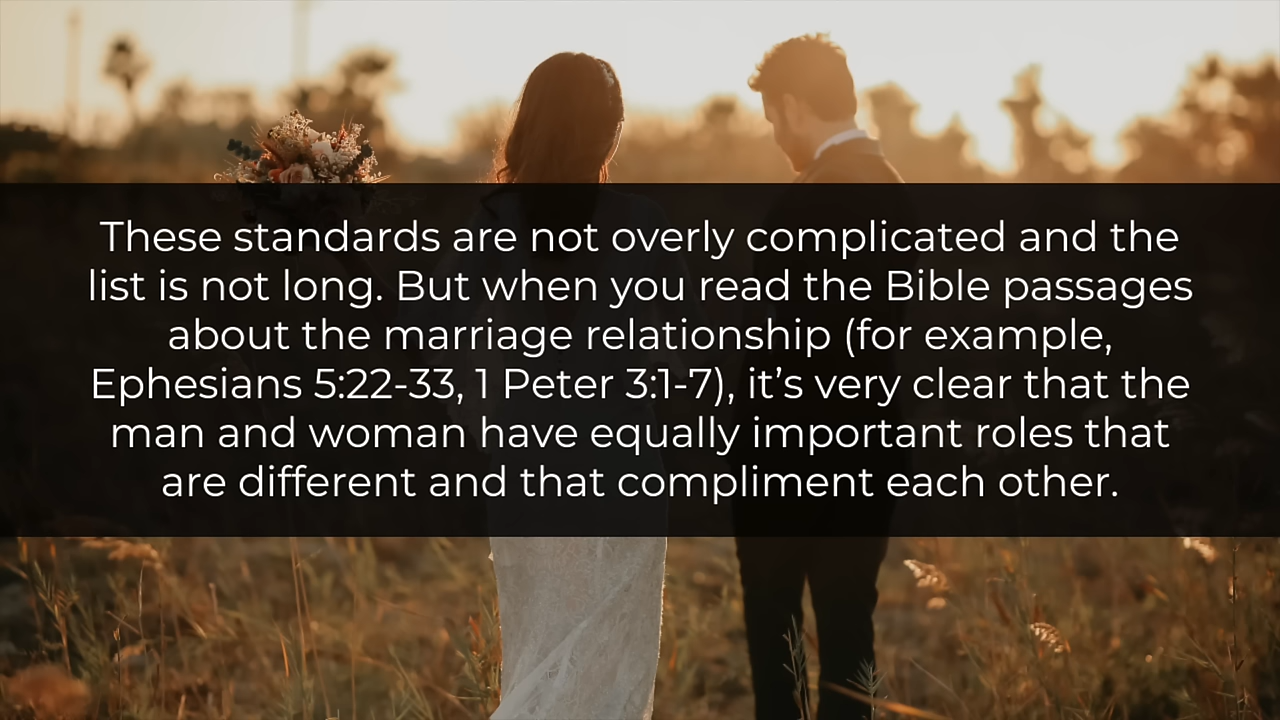 These standards are not overly complicated and the
list is not long. But when you read the Bible passages
about the marriage relationship (for example,
Ephesians 5:22-33, 1 Peter 3:1-7), it’s very clear that the
man and woman have equally important roles that
are different and that compliment each other.